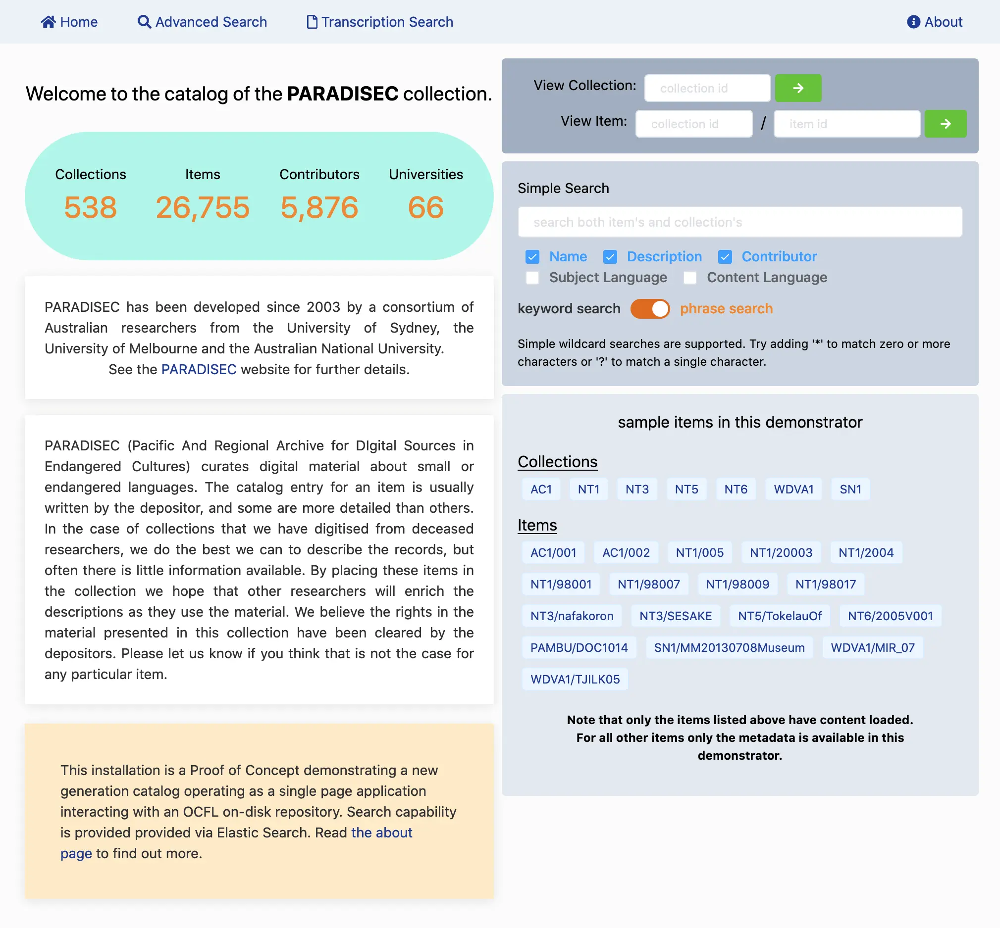 Home
Advanced Search
Transcription Search
About
Welcome to the catalog of the PARADISEC collection.
Collections
Items
Contributors
Universities
538
26,755
5,876
66
PARADISEC has been developed since 2003 by a consortium of
Australian researchers from the University of Sydney, the
University of Melbourne and the Australian National University.
See the PARADISEC website for further details.
PARADISEC (Pacific And Regional Archive for DIgital Sources in
Endangered Cultures) curates digital material about small or
endangered languages. The catalog entry for an item is usually
written by the depositor, and some are more detailed than others.
In the case of collections that we have digitised from deceased
researchers, we do the best we can to describe the records, but
often there is little information available. By placing these items in
the collection we hope that other researchers will enrich the
descriptions as they use the material. We believe the rights in the
material presented in this collection have been cleared by the
depositors. Please let us know if you think that is not the case for
any particular item.
This installation is a Proof of Concept demonstrating a new
generation catalog operating as a single page application
interacting with an OCFL on-disk repository. Search capability
is provided provided via Elastic Search. Read the about
page to find out more.
View Collection: collection id
View Item: collection id / item id
Simple Search
search both item's and collection's
Name Description Contributor
Subject Language Content Language
keyword search phrase search
Simple wildcard searches are supported. Try adding '*' to match zero or more
characters or '?' to match a single character.
sample items in this demonstrator
Collections
AC1 NT1 NT3 NT5 NT6 WDVA1 SN1
Items
AC1/001 AC1/002 NT1/005 NT1/20003 NT1/2004
NT1/98001 NT1/98007 NT1/98009 NT1/98017
NT3/nafakoron NT3/SESAKE NT5/TokelauOf NT6/2005V001
PAMBU/DOC1014 SN1/MM20130708Museum WDVA1/MIR_07
WDVA1/TJILK05
Note that only the items listed above have content loaded.
For all other items only the metadata is available in this
demonstrator.